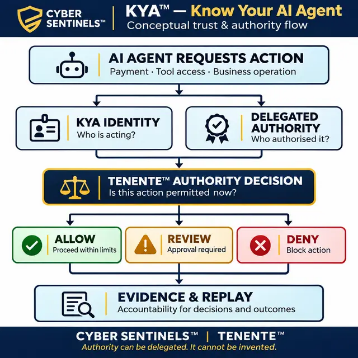 CYBER SENTINELS™
KYA™ — Know Your AI Agent
Conceptual trust & authority flow
AI AGENT REQUESTS ACTION
Payment · Tool access · Business operation
KYA IDENTITY
Who is acting?
DELEGATED AUTHORITY
Who authorised it?
TENENTE™ AUTHORITY DECISION
Is this action permitted now?
ALLOW
Proceed within limits
REVIEW
Approval required
DENY
Block action
EVIDENCE & REPLAY
Accountability for decisions and outcomes
CYBER SENTINELS™ | TENENTE™
Authority can be delegated. It cannot be invented.